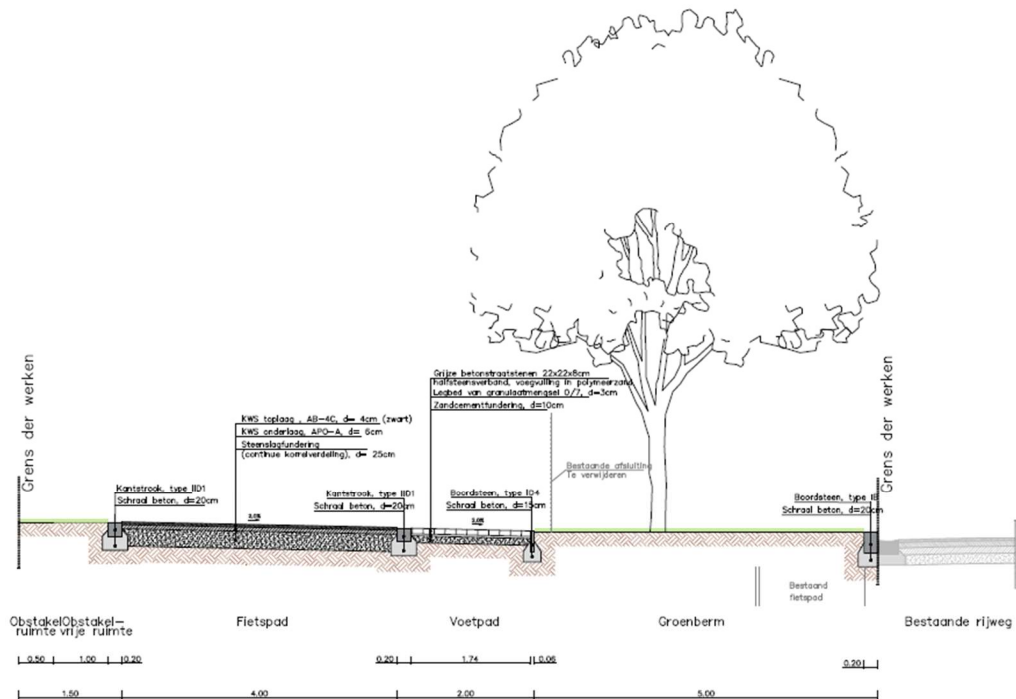 Grens der werken
Grijze betonstraatstenen 22x22x8cm
halfsteensverband, voegvulling in polymeerzand
Legbed van granulaatmengsel 0/7, d=3cm
Zandcementfundering, d=10cm
Grens der werken
KWS toplaag , AB-4C, d= 4cm (zwart)
KWS onderlaag, APO-A, d= 6cm
Steenslagfundering
(continue korrelverdeling), d= 25cm
Bestaande afsluiting
Te verwijderen
Kantstrook, type IID1
Schraal beton, d=20cm
Kantstrook, type IID1
Schraal beton, d=20cm
Boordsteen, type ID4
Schraal beton, d=15cm
Boordsteen, type IB
Schraal beton, d=20cm
Bestaand
fietspad
Obstakel
ruimte
Obstakel-
vrije ruimte
Fietspad
Voetpad
Groenberm
Bestaande rijweg
0.50 1.00 0.20 0.20 1.74 0.06 0.20
1.50 4.00 2.00 5.00